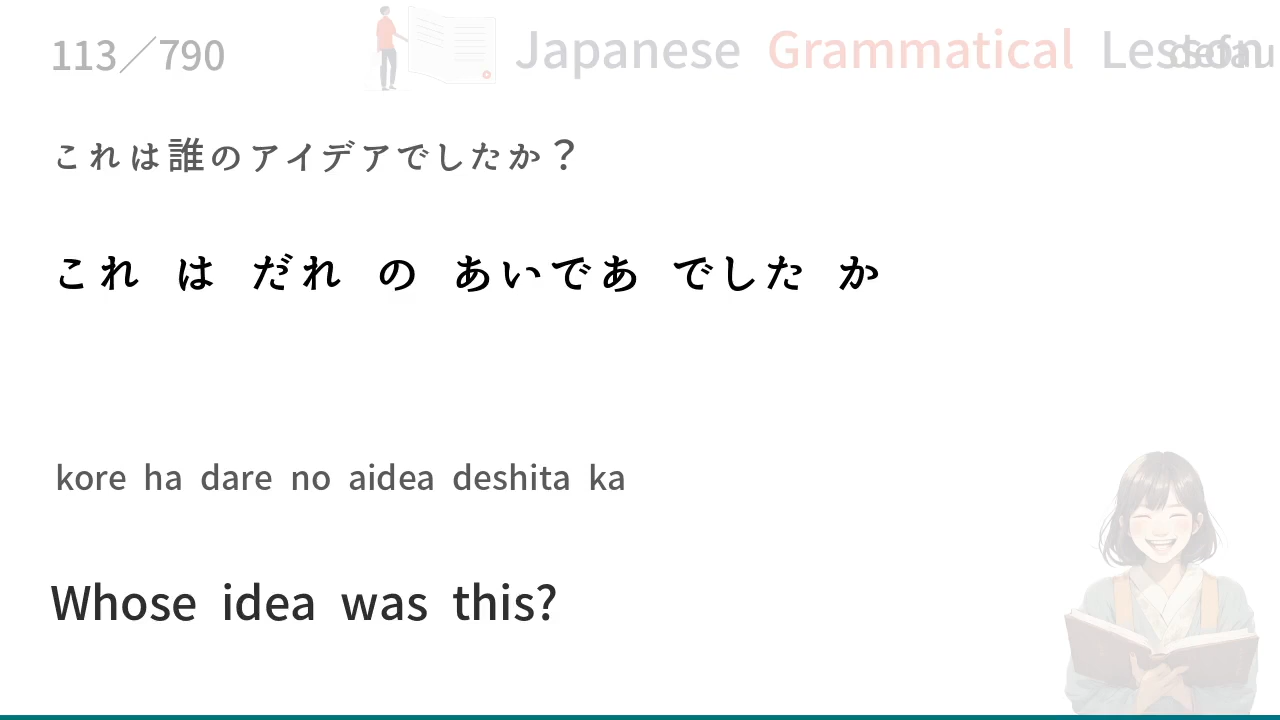 113／790
Japanese Grammatical Lesson
これは誰のアイデアでしたか？
これ は だれ の あいであ でした か
kore ha dare no aidea deshita ka
Whose idea was this?